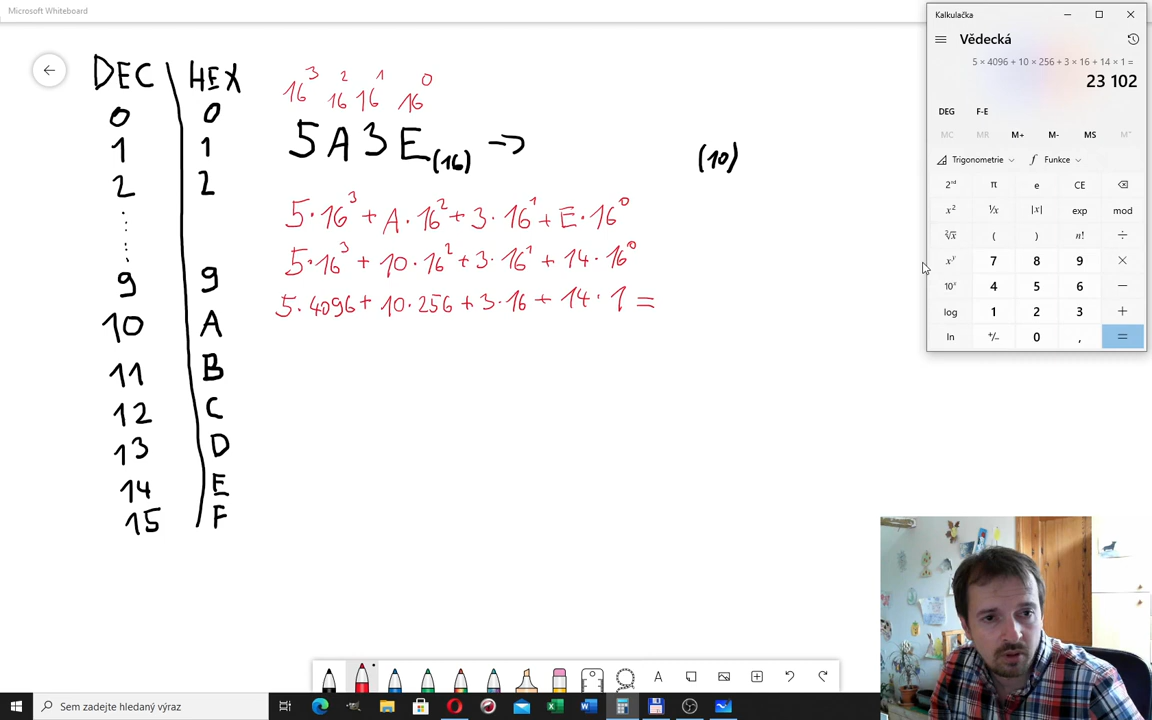 Microsoft Whiteboard
DEC HEX
0 0
1 1
2 2
9 9
10 A
11 B
12 C
13 D
14 E
15 F
16³ 16² 16¹ 16⁰
5A3E(16) → (10)
5·16³ + A·16² + 3·16¹ + E·16⁰
5·16³ + 10·16² + 3·16¹ + 14·16⁰
5·4096 + 10·256 + 3·16 + 14·1 =
Kalkulačka
Vědecká
5 × 4096 + 10 × 256 + 3 × 16 + 14 × 1 =
23 102
DEG F-E
MC MR M+ M- MS M˅
Trigonometrie Funkce
2ⁿᵈ π e CE
x² ¹/x |x| exp mod
²√x ( ) n! ÷
xʸ 7 8 9 ×
10ˣ 4 5 6 −
log 1 2 3 +
ln +/− 0 , =
A
Sem zadejte hledaný výraz